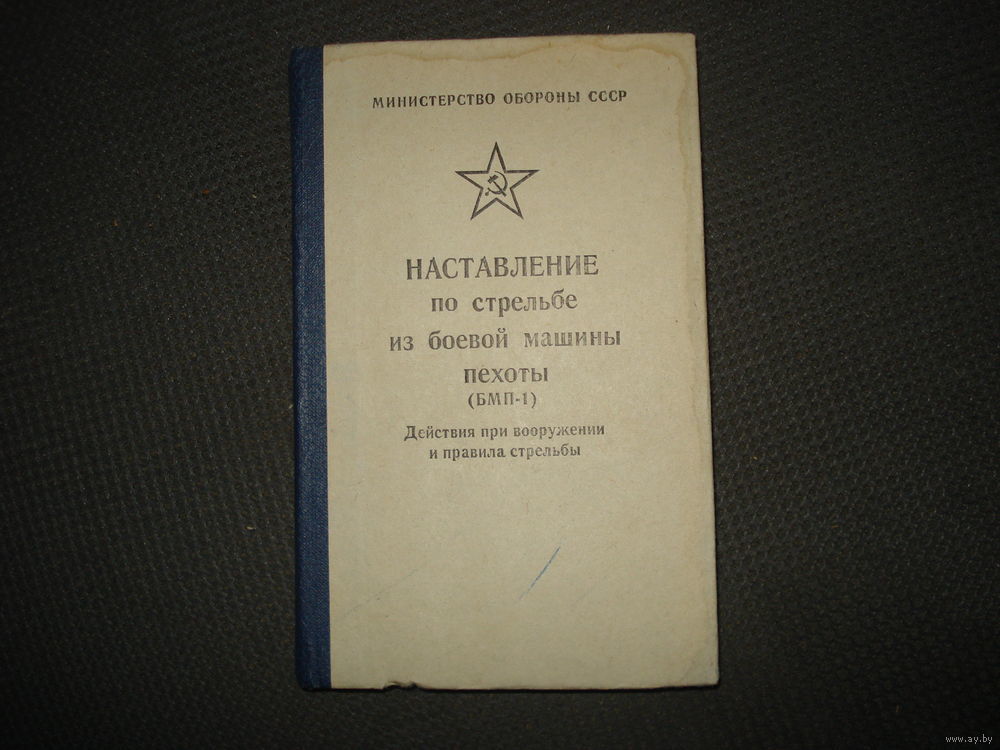 МИНИСТЕРСТВО ОБОРОНЫ СССР
НАСТАВЛЕНИЕ
по стрельбе
из боевой машины
пехоты
(БМП-1)
Действия при вооружении
и правила стрельбы
www.ay.by